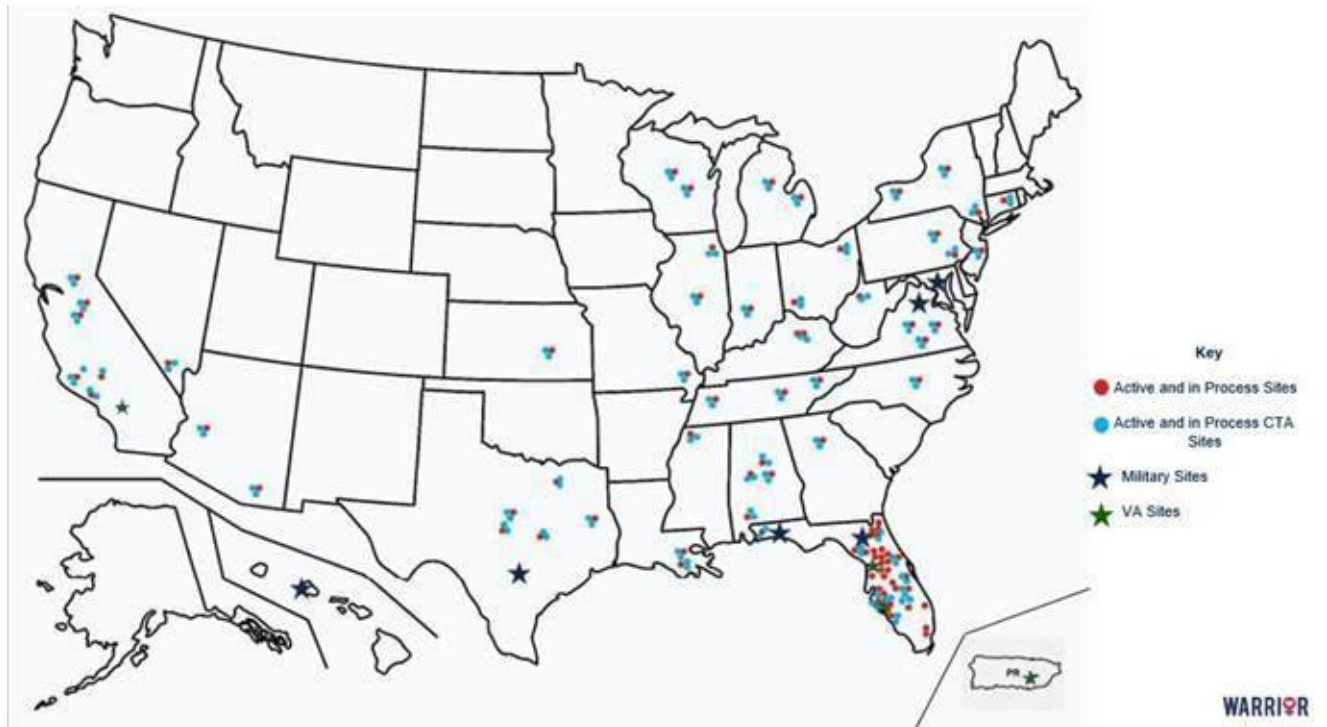 Key
Active and in Process Sites
Active and in Process CTA
Sites
Military Sites
VA Sites
PR
WARRIOR